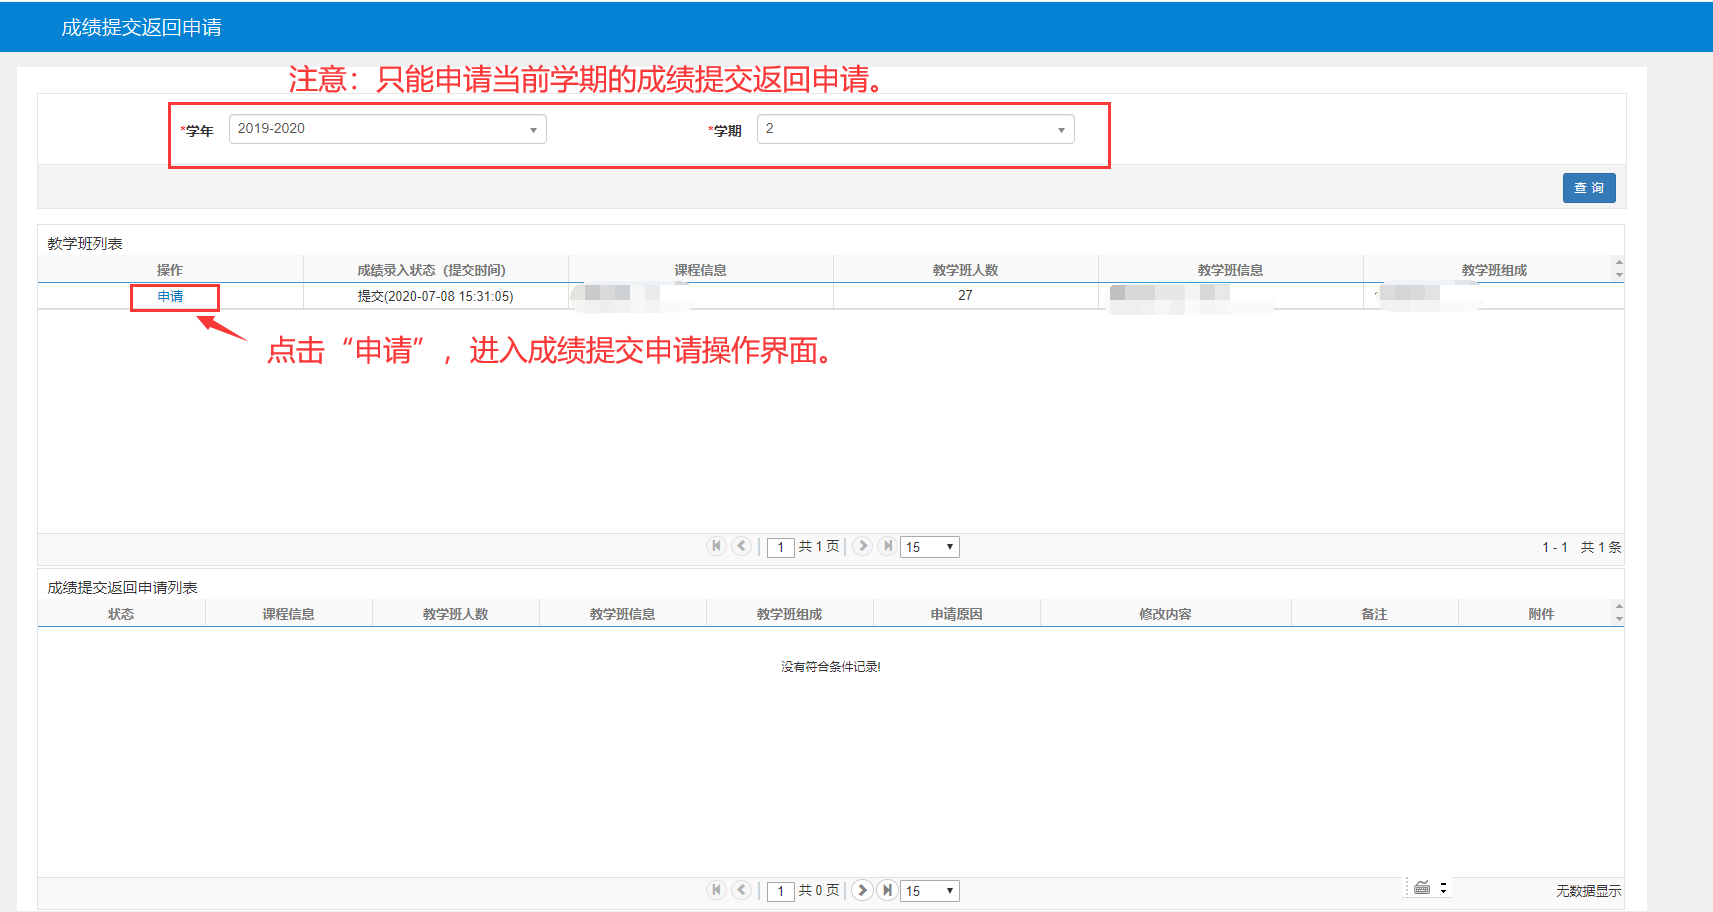 成绩提交返回申请
注意：只能申请当前学期的成绩提交返回申请。
*学年 2019-2020 *学期 2
查 询
教学班列表
操作 成绩录入状态（提交时间） 课程信息 教学班人数 教学班信息 教学班组成
申请 提交(2020-07-08 15:31:05) 27
点击“申请”，进入成绩提交申请操作界面。
1 共 1 页 15 1 - 1 共 1 条
成绩提交返回申请列表
状态 课程信息 教学班人数 教学班信息 教学班组成 申请原因 修改内容 备注 附件
没有符合条件记录!
1 共 0 页 15 无数据显示